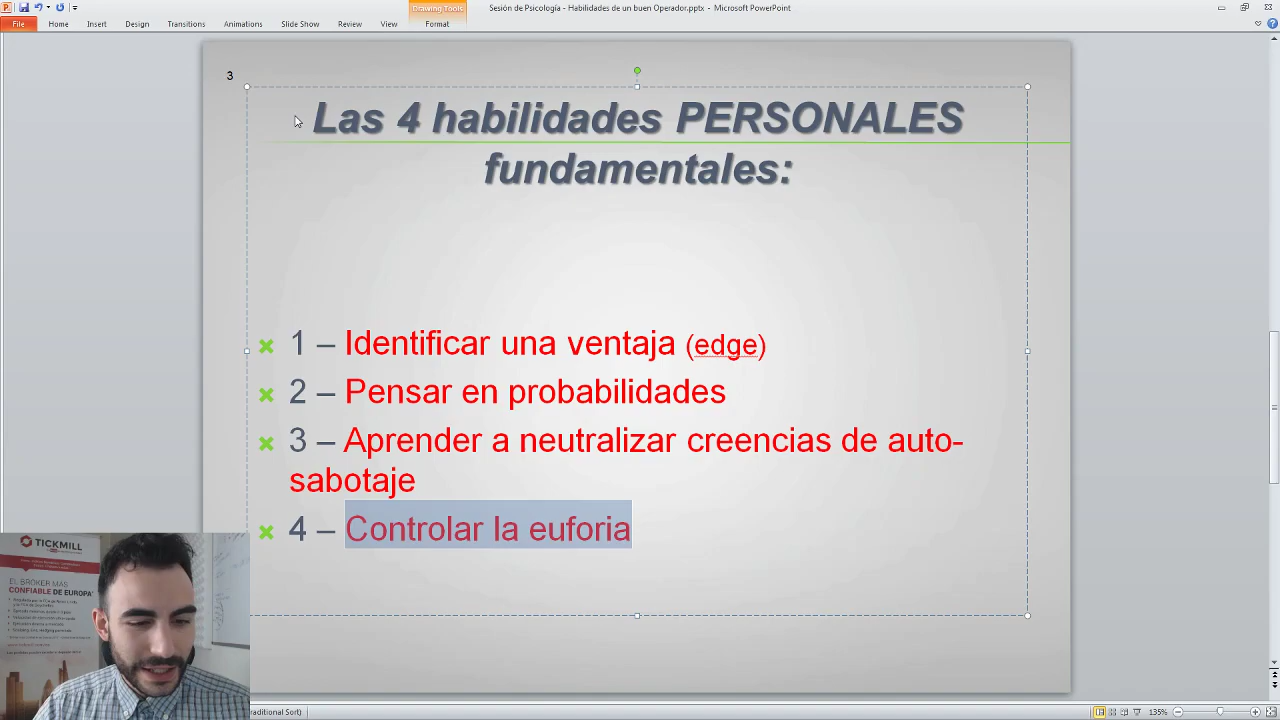 Drawing Tools
Sesión de Psicología - Habilidades de un buen Operador.pptx - Microsoft PowerPoint
File Home Insert Design Transitions Animations Slide Show Review View Format
3
Las 4 habilidades PERSONALES
fundamentales:
1 – Identificar una ventaja (edge)
2 – Pensar en probabilidades
3 – Aprender a neutralizar creencias de auto-
sabotaje
4 – Controlar la euforia
TICKMILL
EL BROKER MAS
CONFIABLE DE EUROPA
raditional Sort)
135%